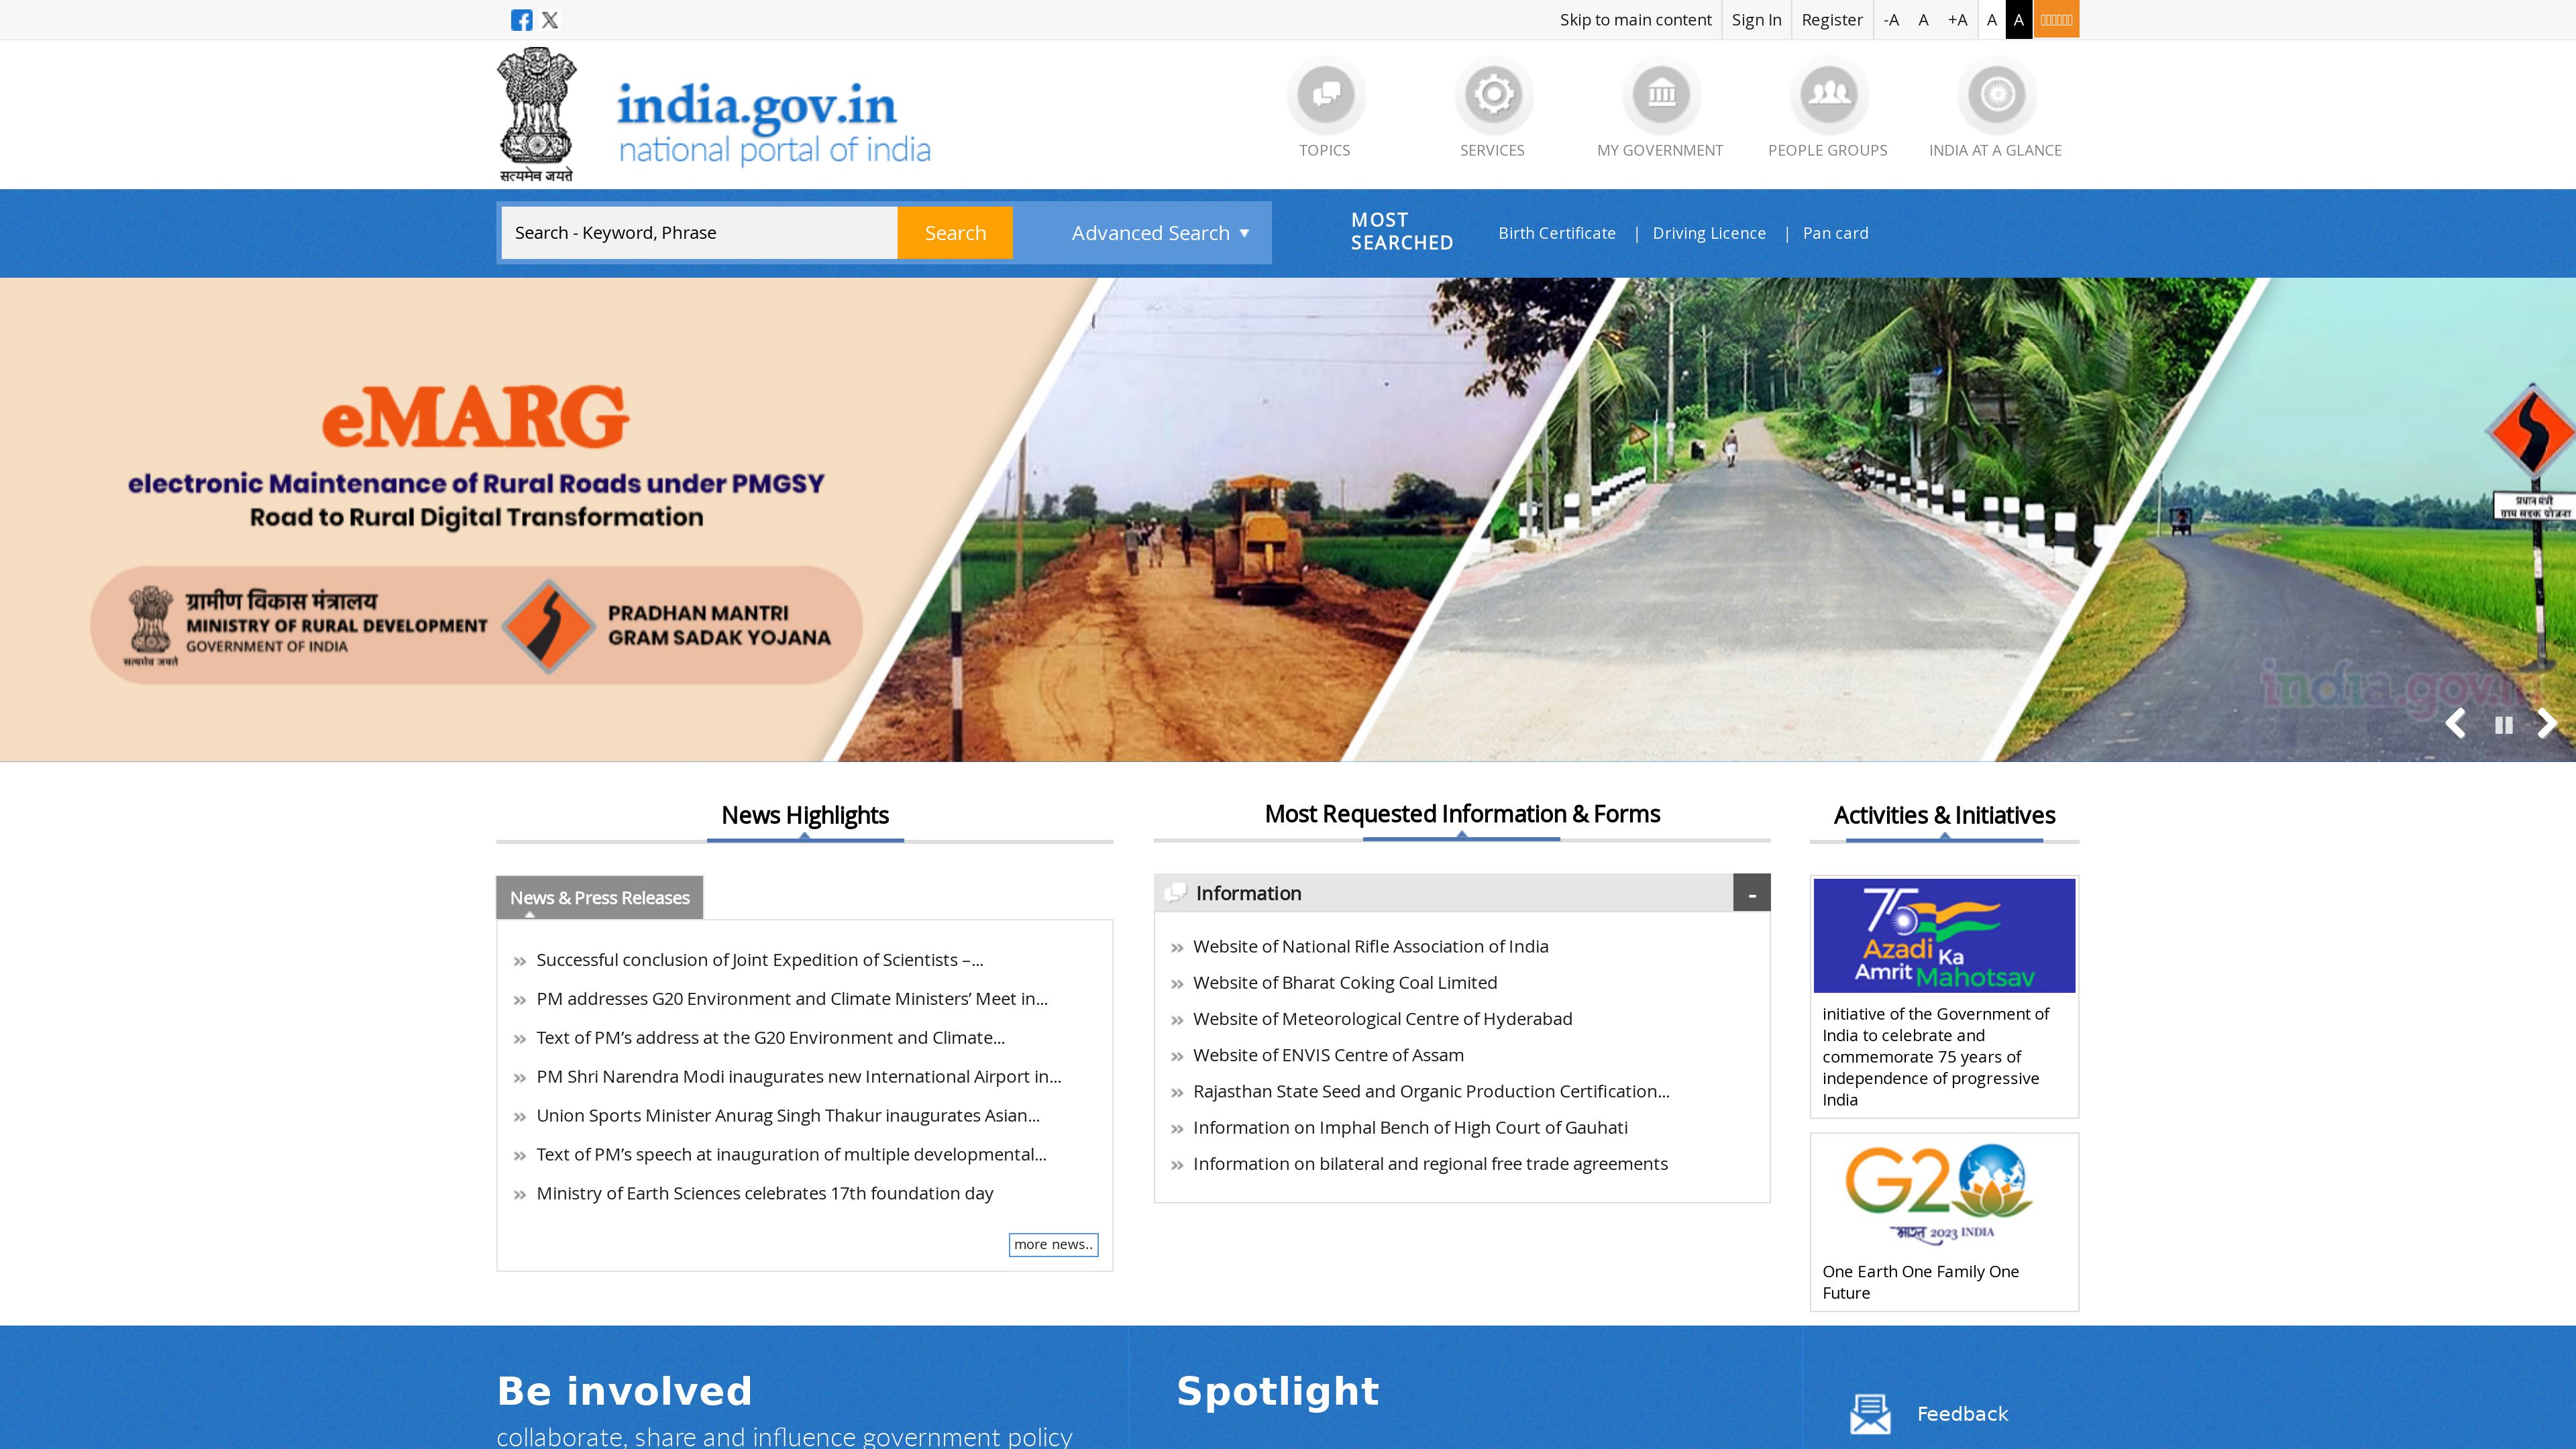 Skip to main content
Sign In
Register
-A
A
+A
A
A
सत्यमेव जयते
india.gov.in
national portal of india
TOPICS
SERVICES
MY GOVERNMENT
PEOPLE GROUPS
INDIA AT A GLANCE
Search - Keyword, Phrase
Search
Advanced Search
MOST
SEARCHED
Birth Certificate | Driving Licence | Pan card
eMARG
electronic Maintenance of Rural Roads under PMGSY
Road to Rural Digital Transformation
सत्यमेव जयते
ग्रामीण विकास मंत्रालय
MINISTRY OF RURAL DEVELOPMENT
GOVERNMENT OF INDIA
PRADHAN MANTRI
GRAM SADAK YOJANA
प्रधान मंत्री
ग्राम सड़क योजना
india.gov.in
News Highlights
News & Press Releases
Successful conclusion of Joint Expedition of Scientists –...
PM addresses G20 Environment and Climate Ministers’ Meet in...
Text of PM’s address at the G20 Environment and Climate...
PM Shri Narendra Modi inaugurates new International Airport in...
Union Sports Minister Anurag Singh Thakur inaugurates Asian...
Text of PM’s speech at inauguration of multiple developmental...
Ministry of Earth Sciences celebrates 17th foundation day
more news..
Most Requested Information & Forms
Information
-
Website of National Rifle Association of India
Website of Bharat Coking Coal Limited
Website of Meteorological Centre of Hyderabad
Website of ENVIS Centre of Assam
Rajasthan State Seed and Organic Production Certification...
Information on Imphal Bench of High Court of Gauhati
Information on bilateral and regional free trade agreements
Activities & Initiatives
75
Azadi Ka
Amrit Mahotsav
initiative of the Government of
India to celebrate and
commemorate 75 years of
independence of progressive
India
G20
भारत 2023 INDIA
One Earth One Family One
Future
Be involved
collaborate, share and influence government policy
Spotlight
Feedback